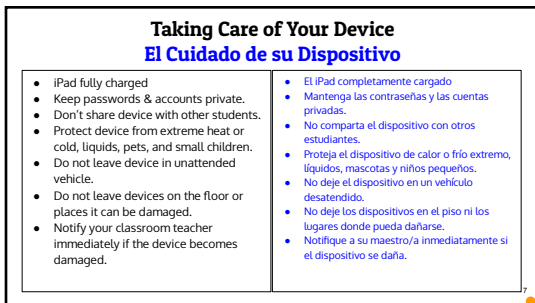 Taking Care of Your Device
El Cuidado de su Dispositivo
● iPad fully charged
● Keep passwords & accounts private.
● Don't share device with other students.
● Protect device from extreme heat or
cold, liquids, pets, and small children.
● Do not leave device in unattended
vehicle.
● Do not leave devices on the floor or
places it can be damaged.
● Notify your classroom teacher
immediately if the device becomes
damaged.
● El iPad completamente cargado
● Mantenga las contraseñas y las cuentas
privadas.
● No comparta el dispositivo con otros
estudiantes.
● Proteja el dispositivo de calor o frío extremo,
líquidos, mascotas y niños pequeños.
● No deje el dispositivo en un vehículo
desatendido.
● No deje los dispositivos en el piso ni los
lugares donde pueda dañarse.
● Notifique a su maestro/a inmediatamente si
el dispositivo se daña.
7